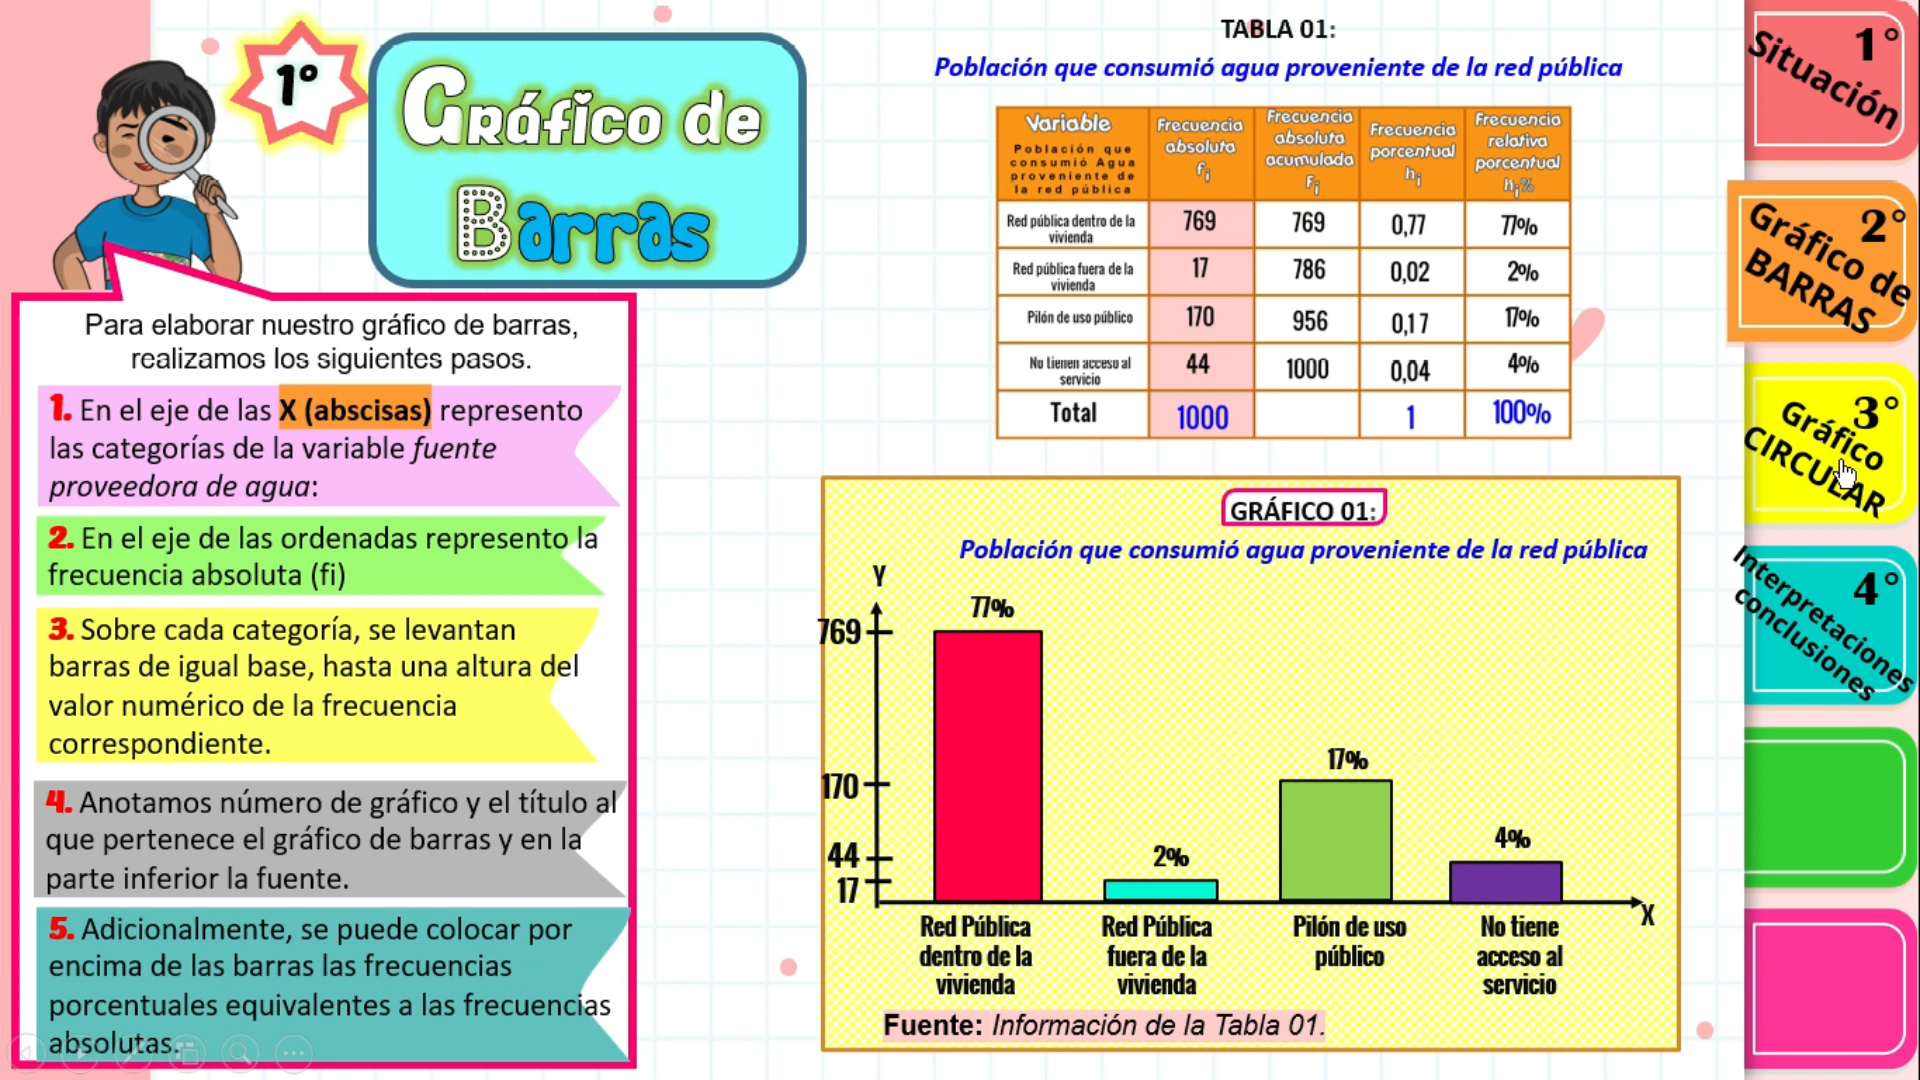 1°
Gráfico de
Barras
Para elaborar nuestro gráfico de barras,
realizamos los siguientes pasos.
1. En el eje de las X (abscisas) represento
las categorías de la variable fuente
proveedora de agua:
2. En el eje de las ordenadas represento la
frecuencia absoluta (fi)
3. Sobre cada categoría, se levantan
barras de igual base, hasta una altura del
valor numérico de la frecuencia
correspondiente.
4. Anotamos número de gráfico y el título al
que pertenece el gráfico de barras y en la
parte inferior la fuente.
5. Adicionalmente, se puede colocar por
encima de las barras las frecuencias
porcentuales equivalentes a las frecuencias
absolutas.
TABLA 01:
Población que consumió agua proveniente de la red pública
Variable
Población que
consumió Agua
proveniente de
la red pública
Frecuencia
absoluta
fi
Frecuencia
absoluta
acumulada
Fi
Frecuencia
porcentual
hi
Frecuencia
relativa
porcentual
hi%
Red pública dentro de la
vivienda
769
769
0,77
77%
Red pública fuera de la
vivienda
17
786
0,02
2%
Pilón de uso público
170
956
0,17
17%
No tienen acceso al
servicio
44
1000
0,04
4%
Total
1000
1
100%
GRÁFICO 01:
Población que consumió agua proveniente de la red pública
Y
77%
769
17%
170
4%
44
2%
17
X
Red Pública
dentro de la
vivienda
Red Pública
fuera de la
vivienda
Pilón de uso
público
No tiene
acceso al
servicio
Fuente: Información de la Tabla 01.
1°
Situación
2°
Gráfico de
BARRAS
3°
Gráfico
CIRCULAR
4°
Interpretaciones
conclusiones